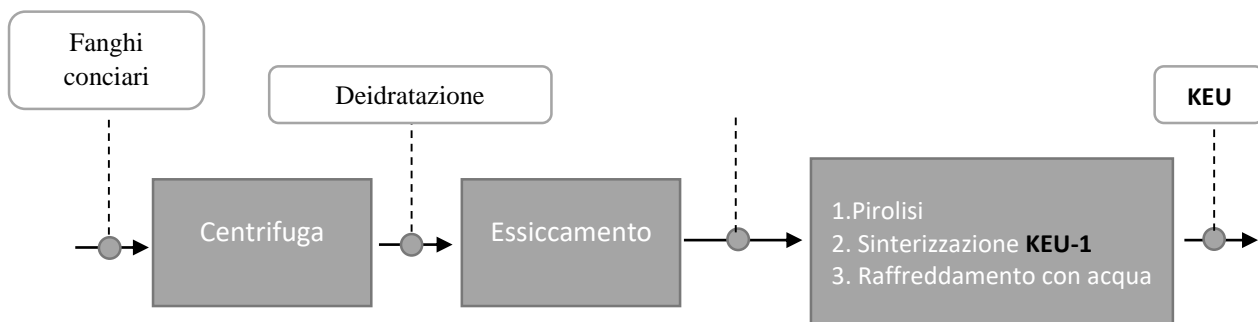 Fanghi
conciari
Deidratazione
KEU
Centrifuga
Essiccamento
1.Pirolisi
2. Sinterizzazione KEU-1
3. Raffreddamento con acqua